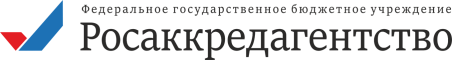 Федеральное государственное бюджетное учреждение
Росаккредагентство